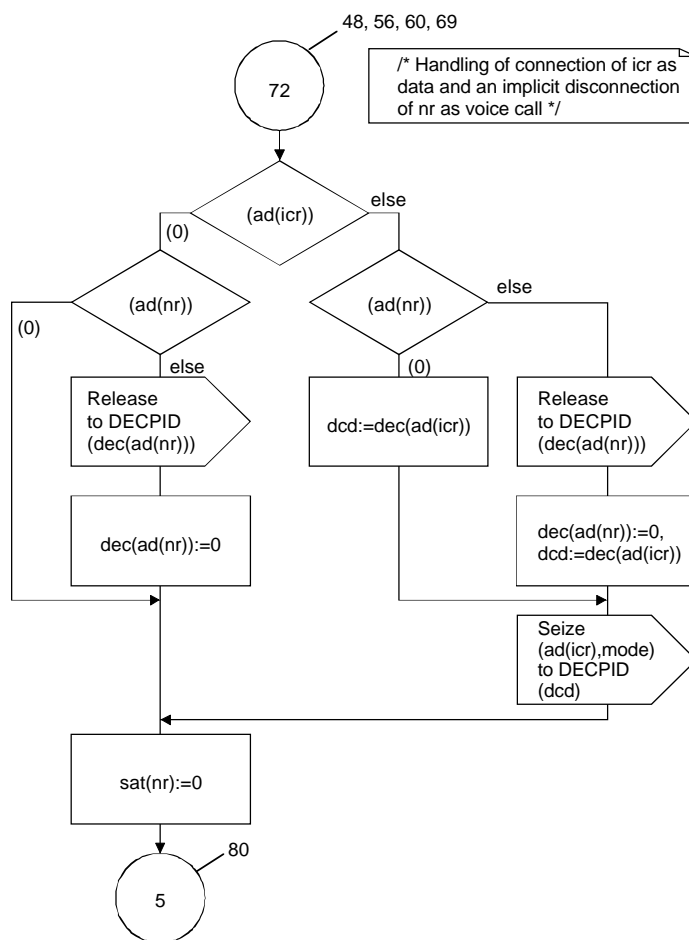 48, 56, 60, 69
72
/* Handling of connection of icr as
data and an implicit disconnection
of nr as voice call */
(ad(icr))
else
(0)
(ad(nr))
(ad(nr))
else
(0)
else
(0)
Release
to DECPID
(dec(ad(nr)))
dcd:=dec(ad(icr))
Release
to DECPID
(dec(ad(nr)))
dec(ad(nr)):=0
dec(ad(nr)):=0,
dcd:=dec(ad(icr))
Seize
(ad(icr),mode)
to DECPID
(dcd)
sat(nr):=0
80
5